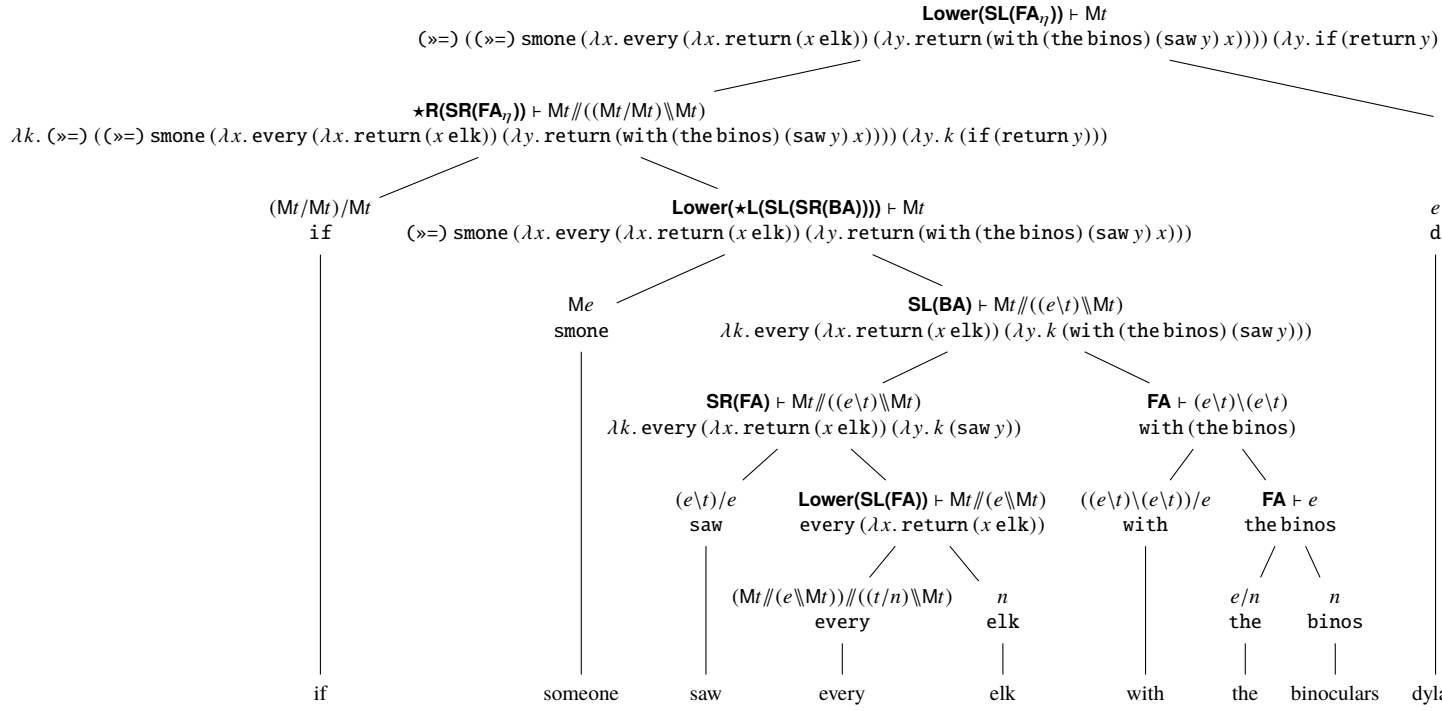 Lower(SL(FAη)) ⊢ Mt
(»=) ((»=) smone (λx. every (λx. return (x elk)) (λy. return (with (the binos) (saw y) x)))) (λy. if (return y)
★R(SR(FAη)) ⊢ Mt⫽((Mt/Mt)⑊Mt)
λk. (»=) ((»=) smone (λx. every (λx. return (x elk)) (λy. return (with (the binos) (saw y) x)))) (λy. k (if (return y)))
(Mt/Mt)/Mt Lower(★L(SL(SR(BA)))) ⊢ Mt e
if (»=) smone (λx. every (λx. return (x elk)) (λy. return (with (the binos) (saw y) x))) d
Me SL(BA) ⊢ Mt⫽((e\t)⑊Mt)
smone λk. every (λx. return (x elk)) (λy. k (with (the binos) (saw y)))
SR(FA) ⊢ Mt⫽((e\t)⑊Mt) FA ⊢ (e\t)\(e\t)
λk. every (λx. return (x elk)) (λy. k (saw y)) with (the binos)
(e\t)/e Lower(SL(FA)) ⊢ Mt⫽(e⑊Mt) ((e\t)\(e\t))/e FA ⊢ e
saw every (λx. return (x elk)) with the binos
(Mt⫽(e⑊Mt))⫽((t/n)⑊Mt) n e/n n
every elk the binos
if someone saw every elk with the binoculars dyla